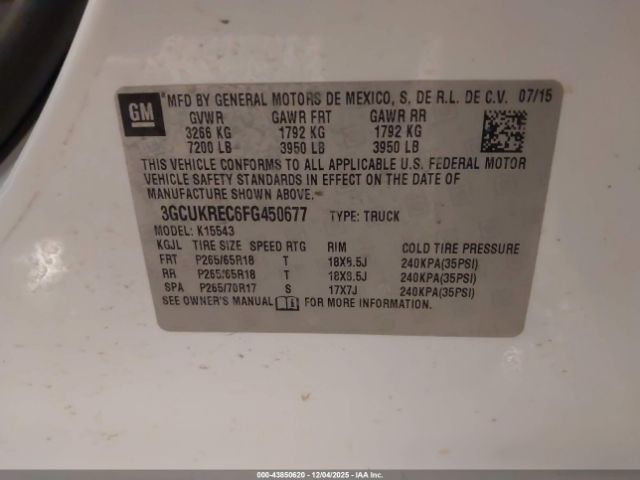 GM
*MFD BY GENERAL MOTORS DE MEXICO, S. DE R.L. DE C.V. 07/15
GVWR GAWR FRT GAWR RR
3266 KG 1792 KG 1792 KG
7200 LB 3950 LB 3950 LB
THIS VEHICLE CONFORMS TO ALL APPLICABLE U.S. FEDERAL MOTOR
VEHICLE SAFETY STANDARDS IN EFFECT ON THE DATE OF
MANUFACTURE SHOWN ABOVE.
3GCUKREC6FG450677 TYPE: TRUCK
MODEL: K15543
KGJL TIRE SIZE SPEED RTG RIM COLD TIRE PRESSURE
FRT P265/65R18 T 18X8.5J 240KPA(35PSI)
RR P265/65R18 T 18X8.5J 240KPA(35PSI)
SPA P265/70R17 S 17X7J 240KPA(35PSI)
SEE OWNER'S MANUAL FOR MORE INFORMATION.
000-43850620 - 12/04/2025 - IAA Inc.